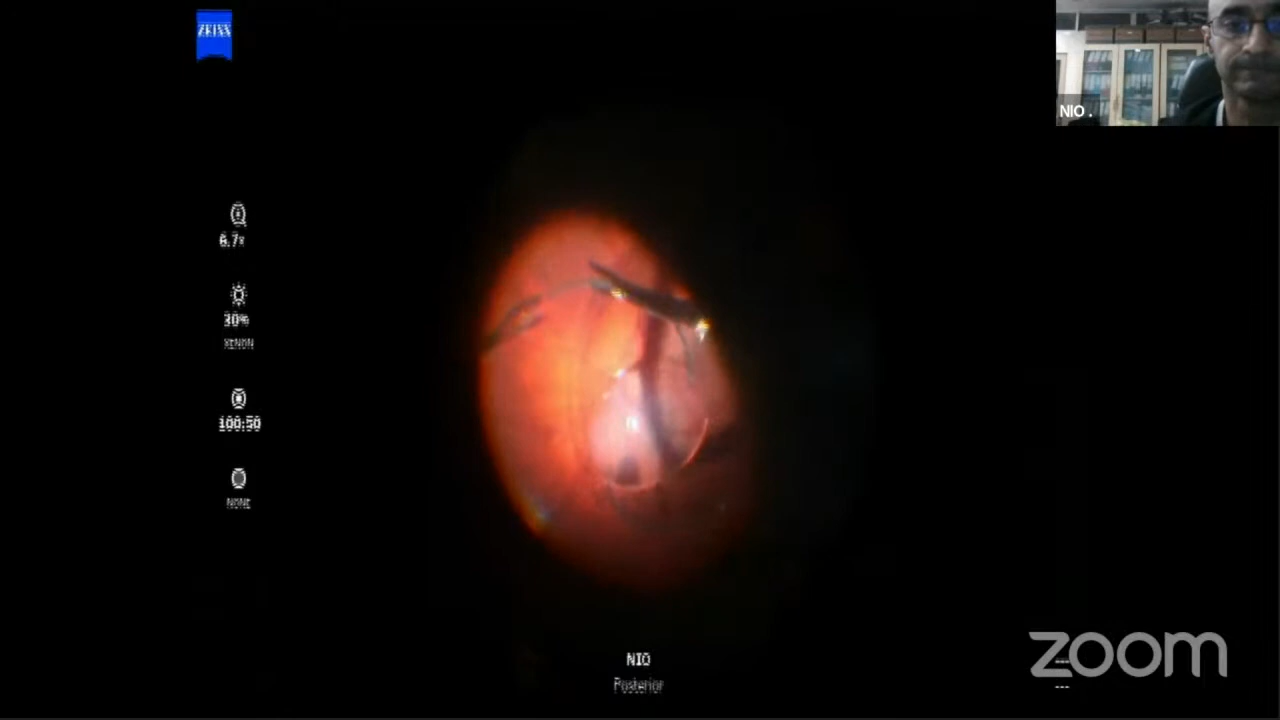 ZEISS
NIO .
6.7x
30%
XENON
100:50
NONE
NIO
Posterior
---
---
zoom